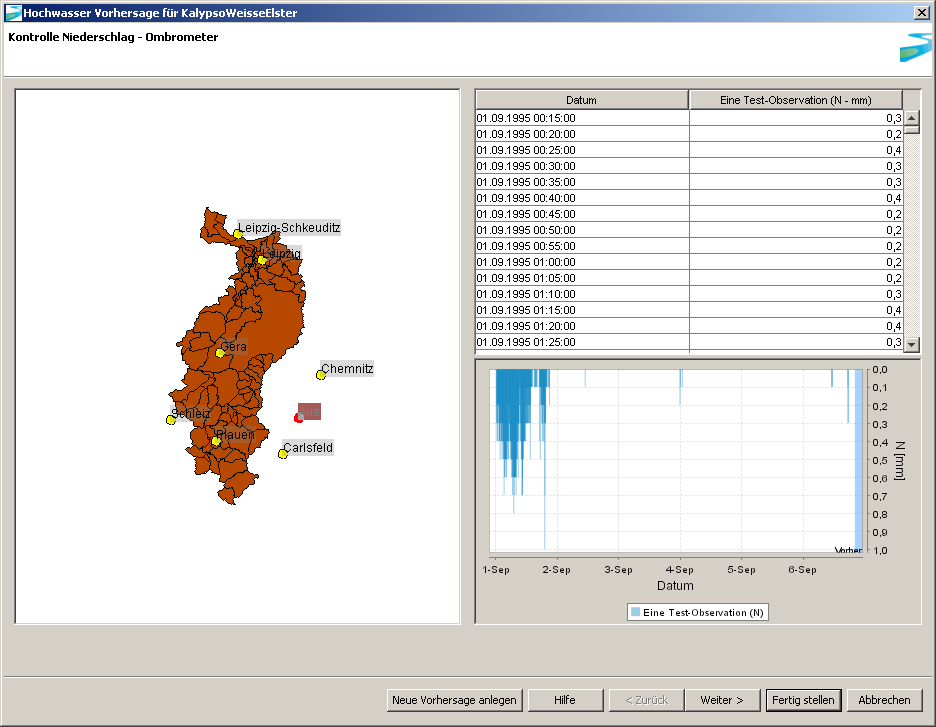 Hochwasser Vorhersage für KalypsoWeisseElster
Kontrolle Niederschlag - Ombrometer
Leipzig-Schkeuditz
Leipzig
Gera
Chemnitz
Schleiz
Aue
Plauen
Carlsfeld
Datum Eine Test-Observation (N - mm)
01.09.1995 00:15:00 0,3
01.09.1995 00:20:00 0,2
01.09.1995 00:25:00 0,4
01.09.1995 00:30:00 0,3
01.09.1995 00:35:00 0,3
01.09.1995 00:40:00 0,4
01.09.1995 00:45:00 0,2
01.09.1995 00:50:00 0,2
01.09.1995 00:55:00 0,2
01.09.1995 01:00:00 0,2
01.09.1995 01:05:00 0,2
01.09.1995 01:10:00 0,3
01.09.1995 01:15:00 0,4
01.09.1995 01:20:00 0,4
01.09.1995 01:25:00 0,3
0,0
0,1
0,2
0,3
0,4
0,5
0,6
0,7
0,8
0,9
1,0
N [mm]
Vorher
1-Sep 2-Sep 3-Sep 4-Sep 5-Sep 6-Sep
Datum
Eine Test-Observation (N)
Neue Vorhersage anlegen Hilfe < Zurück Weiter > Fertig stellen Abbrechen